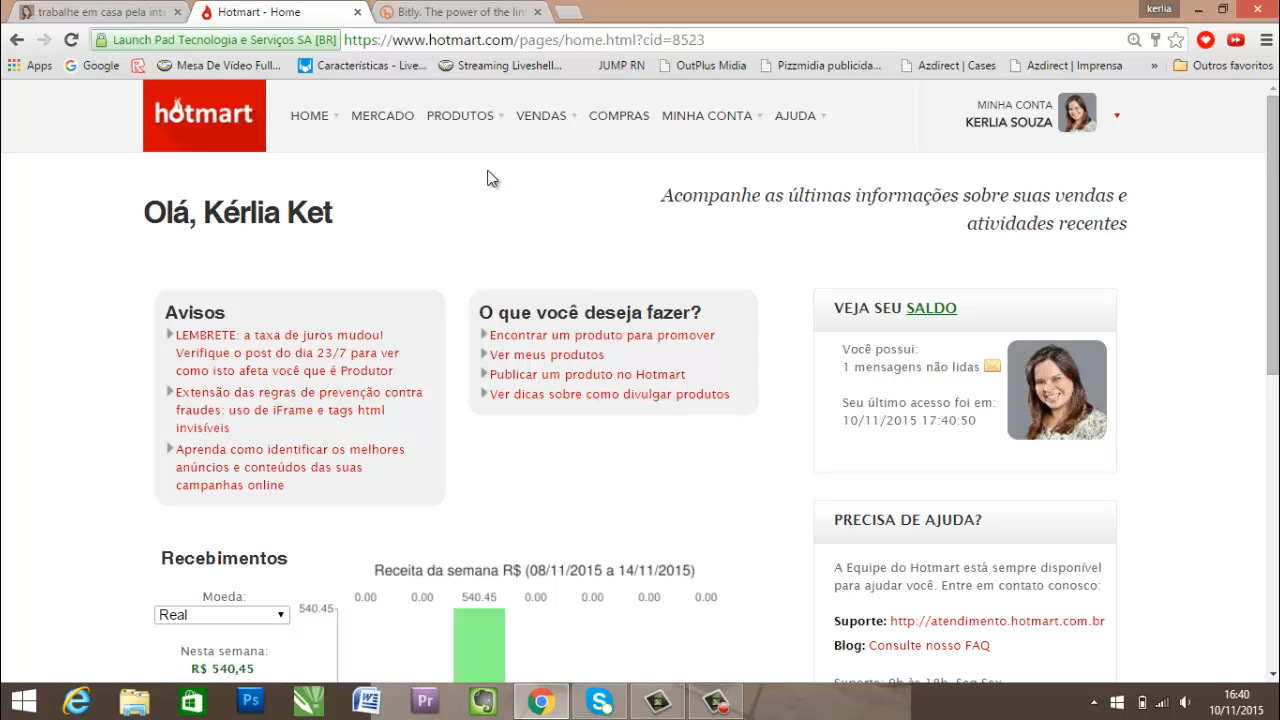 trabalhe em casa pela inte
Hotmart - Home
Bitly. The power of the lin
kerlia
Launch Pad Tecnologia e Serviços SA [BR]
https://www.hotmart.com/pages/home.html?cid=8523
Apps
Google
Mesa De Vídeo Full...
Características - Live...
Streaming Liveshell...
JUMP RN
OutPlus Midia
Pizzmidia publicida...
Azdirect | Cases
Azdirect | Imprensa
»
Outros favoritos
hotmart
HOME
MERCADO
PRODUTOS
VENDAS
COMPRAS
MINHA CONTA
AJUDA
MINHA CONTA
KERLIA SOUZA
Olá, Kérlia Ket
Acompanhe as últimas informações sobre suas vendas e
atividades recentes
Avisos
LEMBRETE: a taxa de juros mudou!
Verifique o post do dia 23/7 para ver
como isto afeta você que é Produtor
Extensão das regras de prevenção contra
fraudes: uso de iFrame e tags html
invisíveis
Aprenda como identificar os melhores
anúncios e conteúdos das suas
campanhas online
O que você deseja fazer?
Encontrar um produto para promover
Ver meus produtos
Publicar um produto no Hotmart
Ver dicas sobre como divulgar produtos
VEJA SEU SALDO
Você possui:
1 mensagens não lidas
Seu último acesso foi em:
10/11/2015 17:40:50
PRECISA DE AJUDA?
A Equipe do Hotmart está sempre disponível
para ajudar você. Entre em contato conosco:
Suporte: http://atendimento.hotmart.com.br
Blog: Consulte nosso FAQ
Suporte: 9h às 18h, Seg-Sex
Recebimentos
Moeda:
Real
Nesta semana:
R$ 540,45
Receita da semana R$ (08/11/2015 a 14/11/2015)
0.00 0.00 540.45 0.00 0.00 0.00 0.00
540.45
Ps
Pr
16:40
10/11/2015